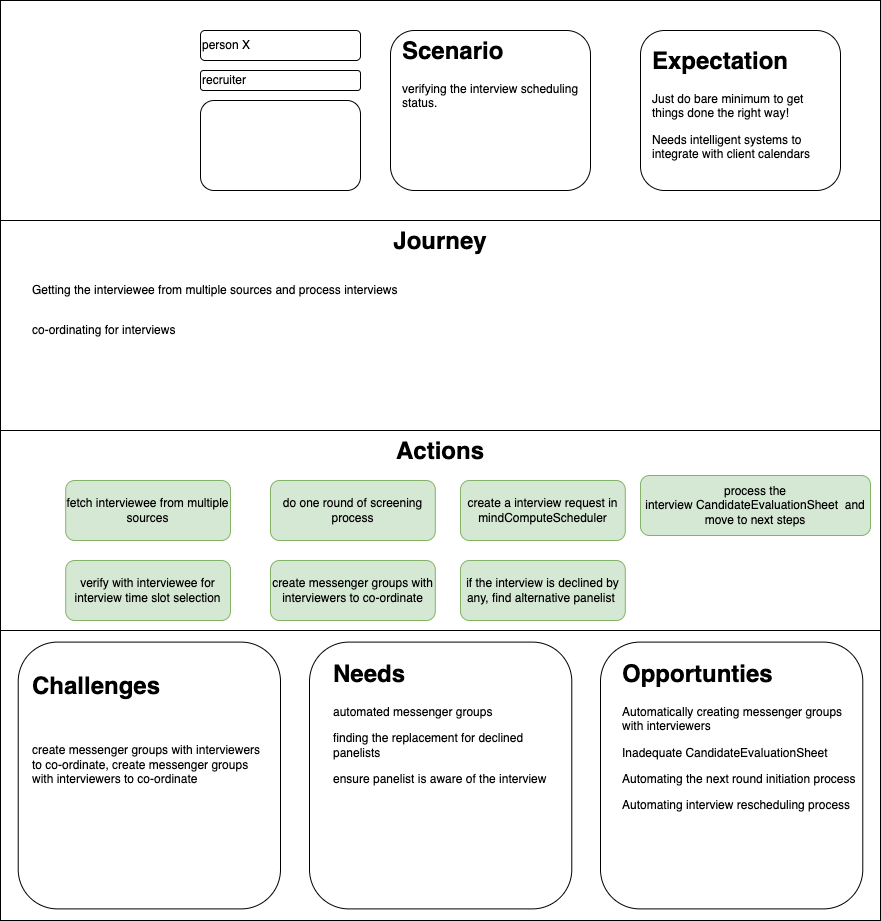 person X
recruiter
Scenario
verifying the interview scheduling
status.
Expectation
Just do bare minimum to get
things done the right way!
Needs intelligent systems to
integrate with client calendars
Journey
Getting the interviewee from multiple sources and process interviews
co-ordinating for interviews
Actions
fetch interviewee from multiple
sources
do one round of screening
process
create a interview request in
mindComputeScheduler
process the
interview CandidateEvaluationSheet  and
move to next steps
verify with interviewee for
interview time slot selection
create messenger groups with
interviewers to co-ordinate
if the interview is declined by
any, find alternative panelist
Challenges
create messenger groups with interviewers
to co-ordinate, create messenger groups
with interviewers to co-ordinate
Needs
automated messenger groups
finding the replacement for declined
panelists
ensure panelist is aware of the interview
Opportunties
Automatically creating messenger groups
with interviewers
Inadequate CandidateEvaluationSheet
Automating the next round initiation process
Automating interview rescheduling process